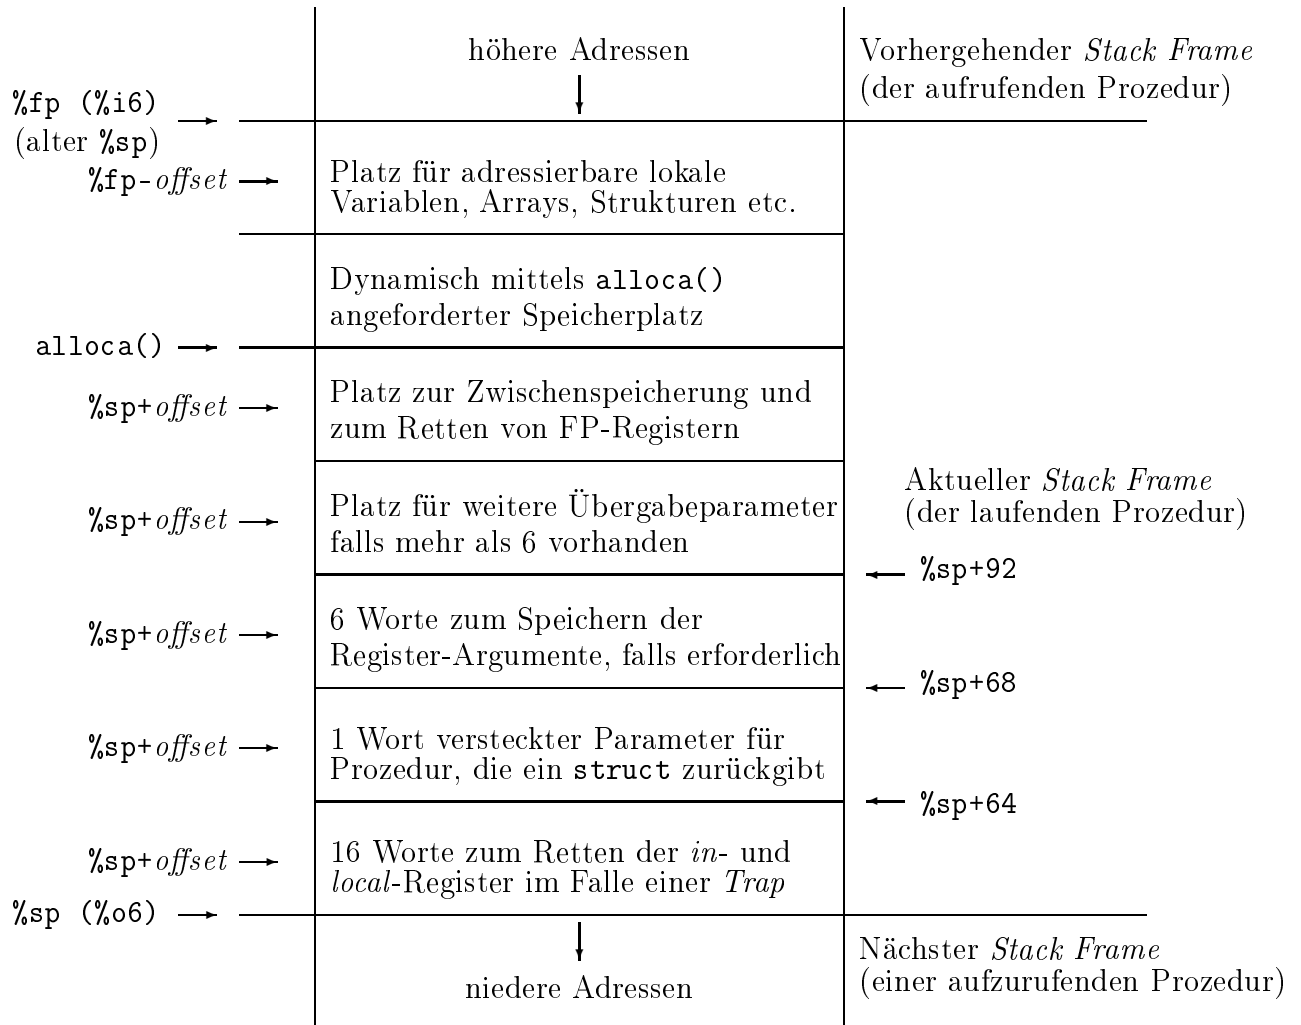 höhere Adressen
Vorhergehender Stack Frame
(der aufrufenden Prozedur)
%fp (%i6)
(alter %sp)
%fp-offset
Platz für adressierbare lokale
Variablen, Arrays, Strukturen etc.
Dynamisch mittels alloca()
angeforderter Speicherplatz
alloca()
%sp+offset
Platz zur Zwischenspeicherung und
zum Retten von FP-Registern
Aktueller Stack Frame
(der laufenden Prozedur)
%sp+offset
Platz für weitere Übergabeparameter
falls mehr als 6 vorhanden
%sp+92
%sp+offset
6 Worte zum Speichern der
Register-Argumente, falls erforderlich
%sp+68
%sp+offset
1 Wort versteckter Parameter für
Prozedur, die ein struct zurückgibt
%sp+64
%sp+offset
16 Worte zum Retten der in- und
local-Register im Falle einer Trap
%sp (%o6)
Nächster Stack Frame
(einer aufzurufenden Prozedur)
niedere Adressen